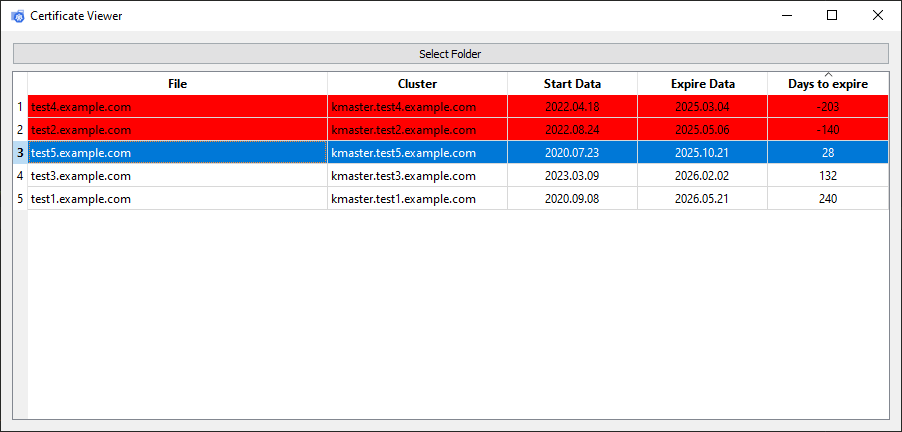 Certificate Viewer
Select Folder
File Cluster Start Data Expire Data Days to expire
1 test4.example.com kmaster.test4.example.com 2022.04.18 2025.03.04 -203
2 test2.example.com kmaster.test2.example.com 2022.08.24 2025.05.06 -140
3 test5.example.com kmaster.test5.example.com 2020.07.23 2025.10.21 28
4 test3.example.com kmaster.test3.example.com 2023.03.09 2026.02.02 132
5 test1.example.com kmaster.test1.example.com 2020.09.08 2026.05.21 240